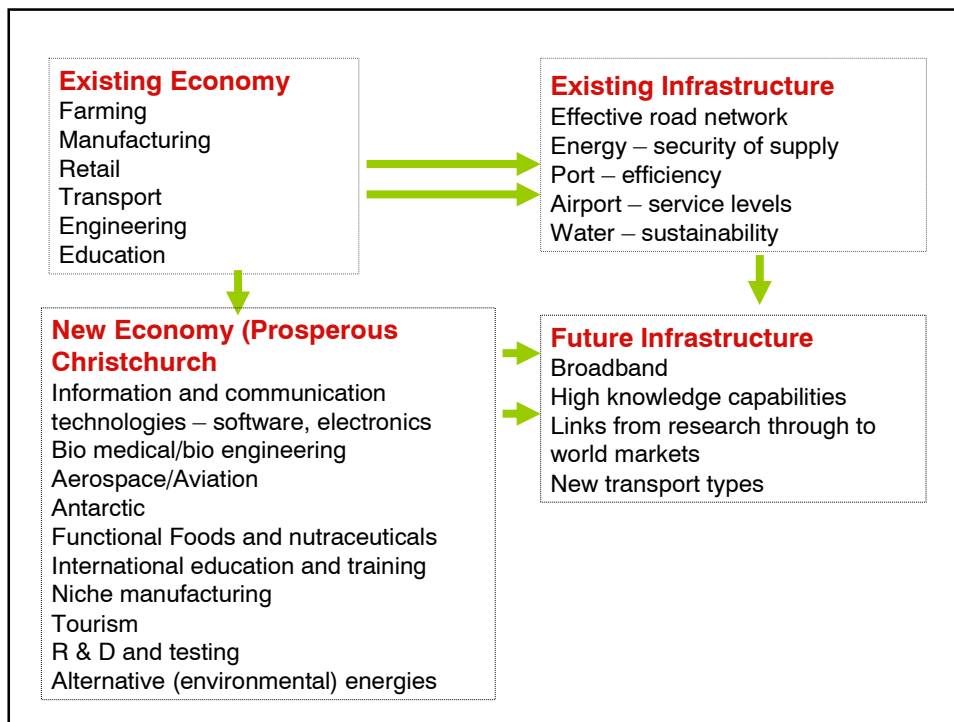 Existing Economy
Farming
Manufacturing
Retail
Transport
Engineering
Education
Existing Infrastructure
Effective road network
Energy – security of supply
Port – efficiency
Airport – service levels
Water – sustainability
New Economy (Prosperous
Christchurch
Information and communication
technologies – software, electronics
Bio medical/bio engineering
Aerospace/Aviation
Antarctic
Functional Foods and nutraceuticals
International education and training
Niche manufacturing
Tourism
R & D and testing
Alternative (environmental) energies
Future Infrastructure
Broadband
High knowledge capabilities
Links from research through to
world markets
New transport types